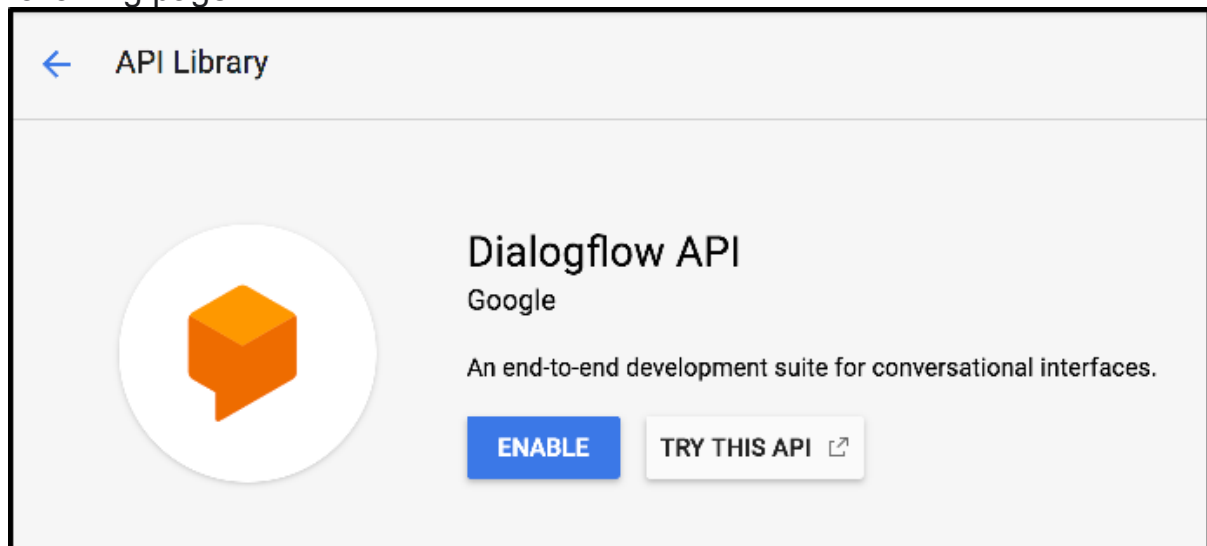 API Library
Dialogflow API
Google
An end-to-end development suite for conversational interfaces.
ENABLE
TRY THIS API